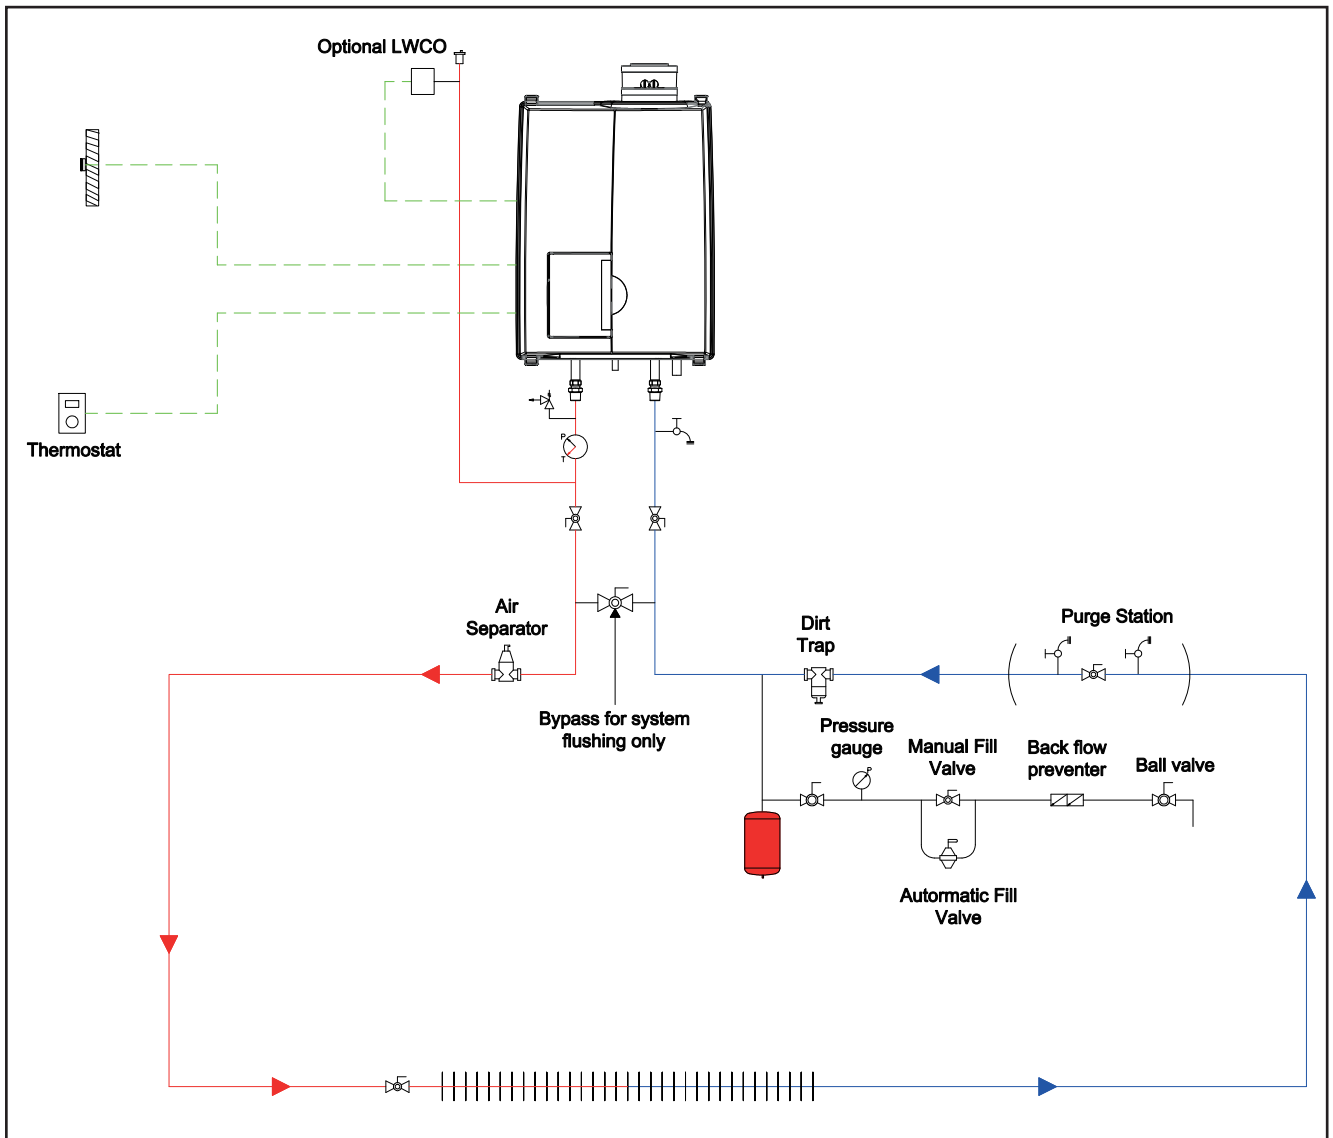 Optional LWCO
Thermostat
P
T
Air
Separator
Bypass for system
flushing only
Dirt
Trap
Purge Station
Pressure
gauge
P
Manual Fill
Valve
Back flow
preventer
Ball valve
Autormatic Fill
Valve